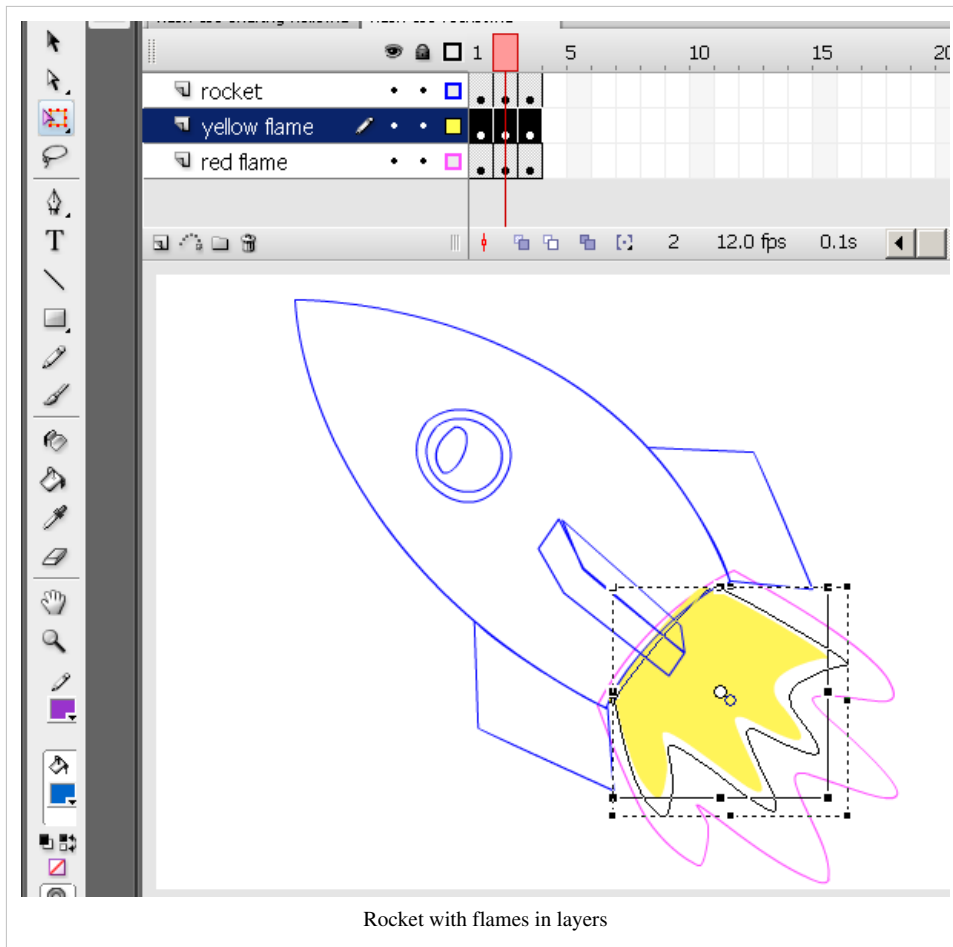 1 5 10 15 20
rocket
yellow flame
red flame
T
2 12.0 fps 0.1s
Rocket with flames in layers